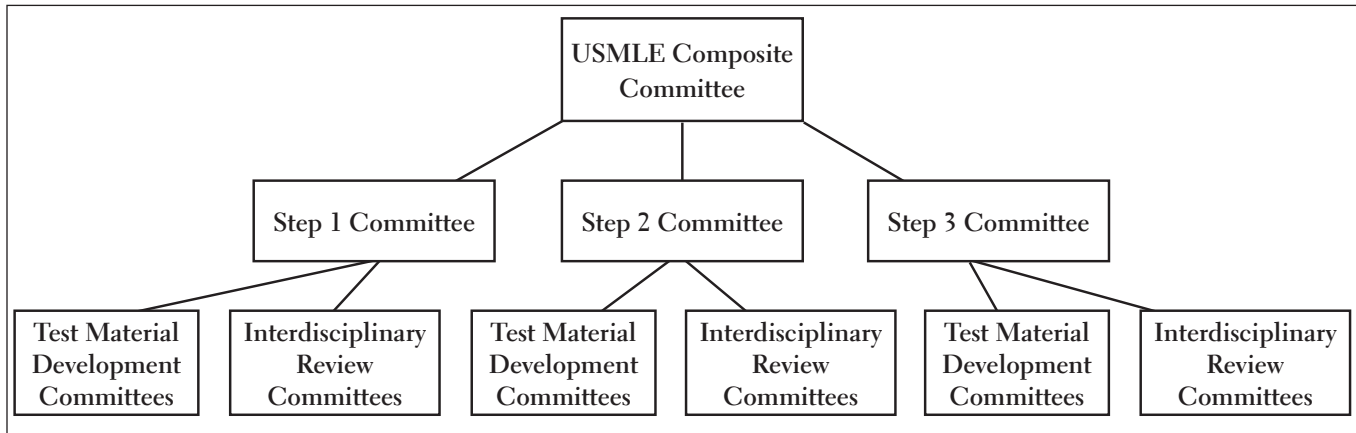 USMLE Composite
Committee
Step 1 Committee
Step 2 Committee
Step 3 Committee
Test Material
Development
Committees
Interdisciplinary
Review
Committees
Test Material
Development
Committees
Interdisciplinary
Review
Committees
Test Material
Development
Committees
Interdisciplinary
Review
Committees